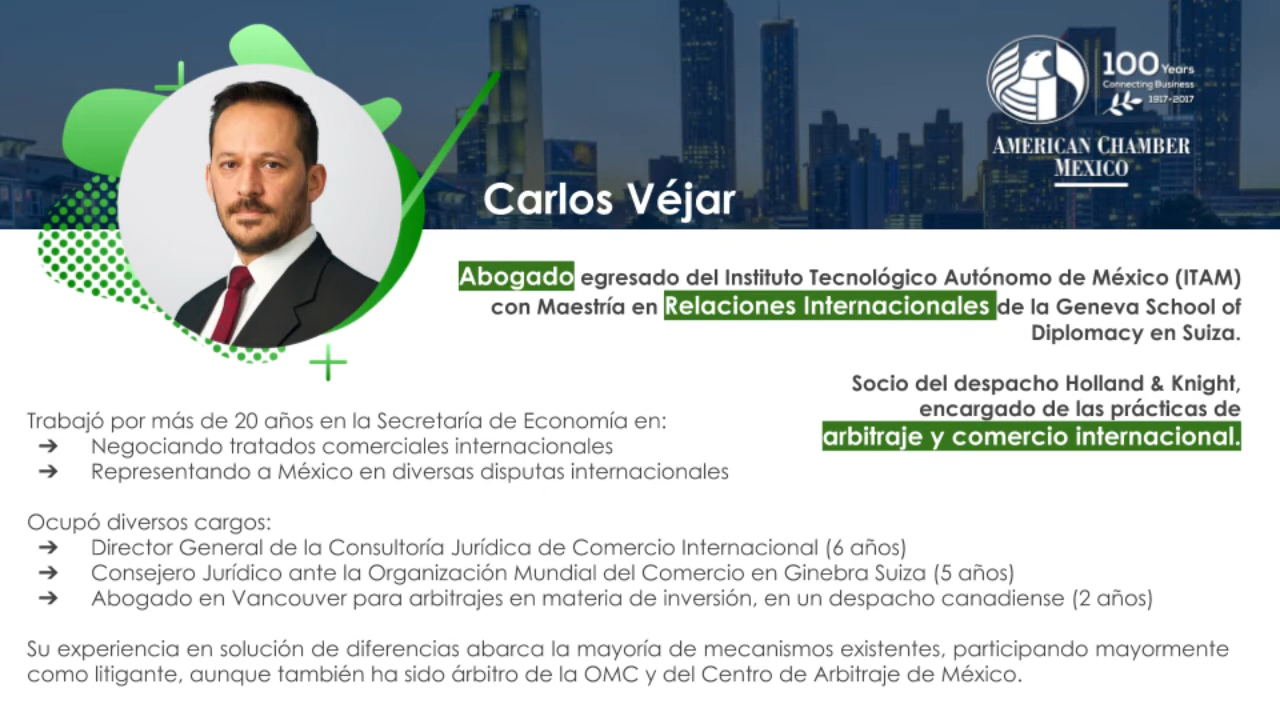 100 Years
Connecting Business
1917-2017
AMERICAN CHAMBER
MEXICO
Carlos Véjar
Abogado egresado del Instituto Tecnológico Autónomo de México (ITAM)
con Maestría en Relaciones Internacionales de la Geneva School of
Diplomacy en Suiza.
Socio del despacho Holland & Knight,
encargado de las prácticas de
arbitraje y comercio internacional.
Trabajó por más de 20 años en la Secretaría de Economía en:
➔ Negociando tratados comerciales internacionales
➔ Representando a México en diversas disputas internacionales
Ocupó diversos cargos:
➔ Director General de la Consultoría Jurídica de Comercio Internacional (6 años)
➔ Consejero Jurídico ante la Organización Mundial del Comercio en Ginebra Suiza (5 años)
➔ Abogado en Vancouver para arbitrajes en materia de inversión, en un despacho canadiense (2 años)
Su experiencia en solución de diferencias abarca la mayoría de mecanismos existentes, participando mayormente
como litigante, aunque también ha sido árbitro de la OMC y del Centro de Arbitraje de México.